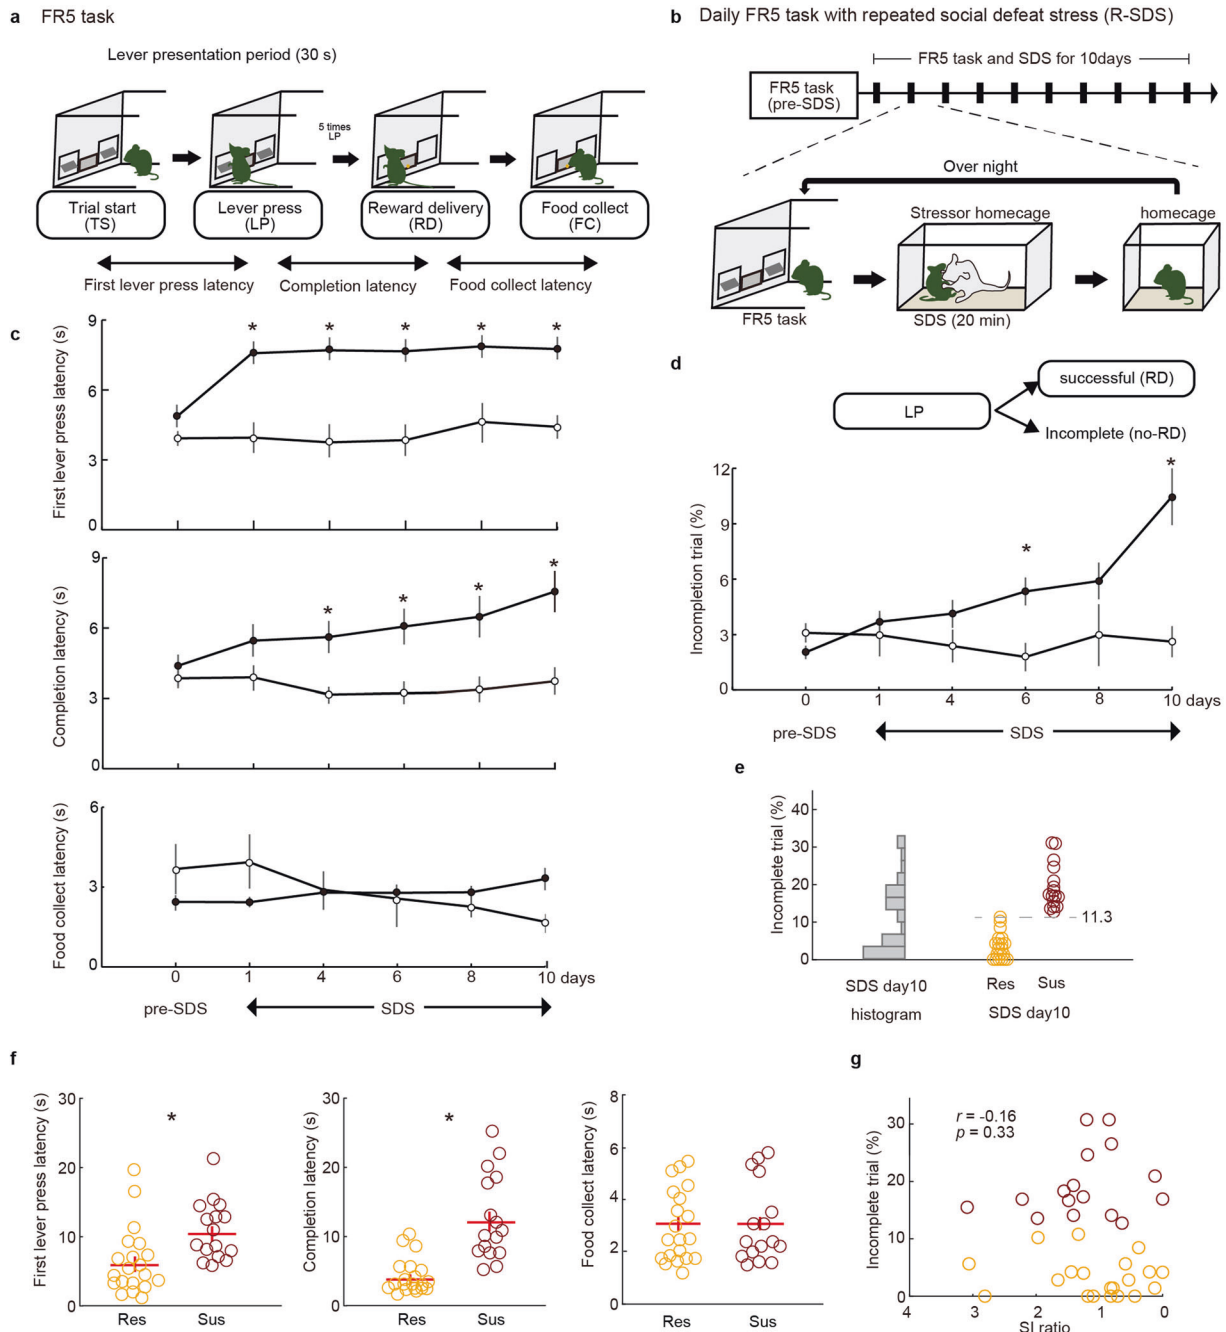 a FR5 task
Lever presentation period (30 s)
5 times
LP
Trial start
(TS)
Lever press
(LP)
Reward delivery
(RD)
Food collect
(FC)
First lever press latency
Completion latency
Food collect latency
b Daily FR5 task with repeated social defeat stress (R-SDS)
FR5 task and SDS for 10days
FR5 task
(pre-SDS)
Over night
Stressor homecage
homecage
FR5 task
SDS (20 min)
c
First lever press latency (s)
9
6
3
0
* * * * *
Completion latency (s)
9
6
3
0
* * * *
Food collect latency (s)
6
3
0
0 1 4 6 8 10 days
pre-SDS SDS
d
LP
successful (RD)
Incomplete (no-RD)
Incompletion trial (%)
12
9
6
3
0
* *
0 1 4 6 8 10 days
pre-SDS SDS
e
Incomplete trial (%)
40
30
20
10
0
11.3
SDS day10
histogram
Res Sus
SDS day10
f
First lever press latency (s)
30
20
10
0
*
Res Sus
Completion latency (s)
30
20
10
0
*
Res Sus
Food collect latency (s)
8
6
4
2
0
Res Sus
g
Incomplete trial (%)
30
20
10
0
r = -0.16
p = 0.33
4 3 2 1 0
SI ratio